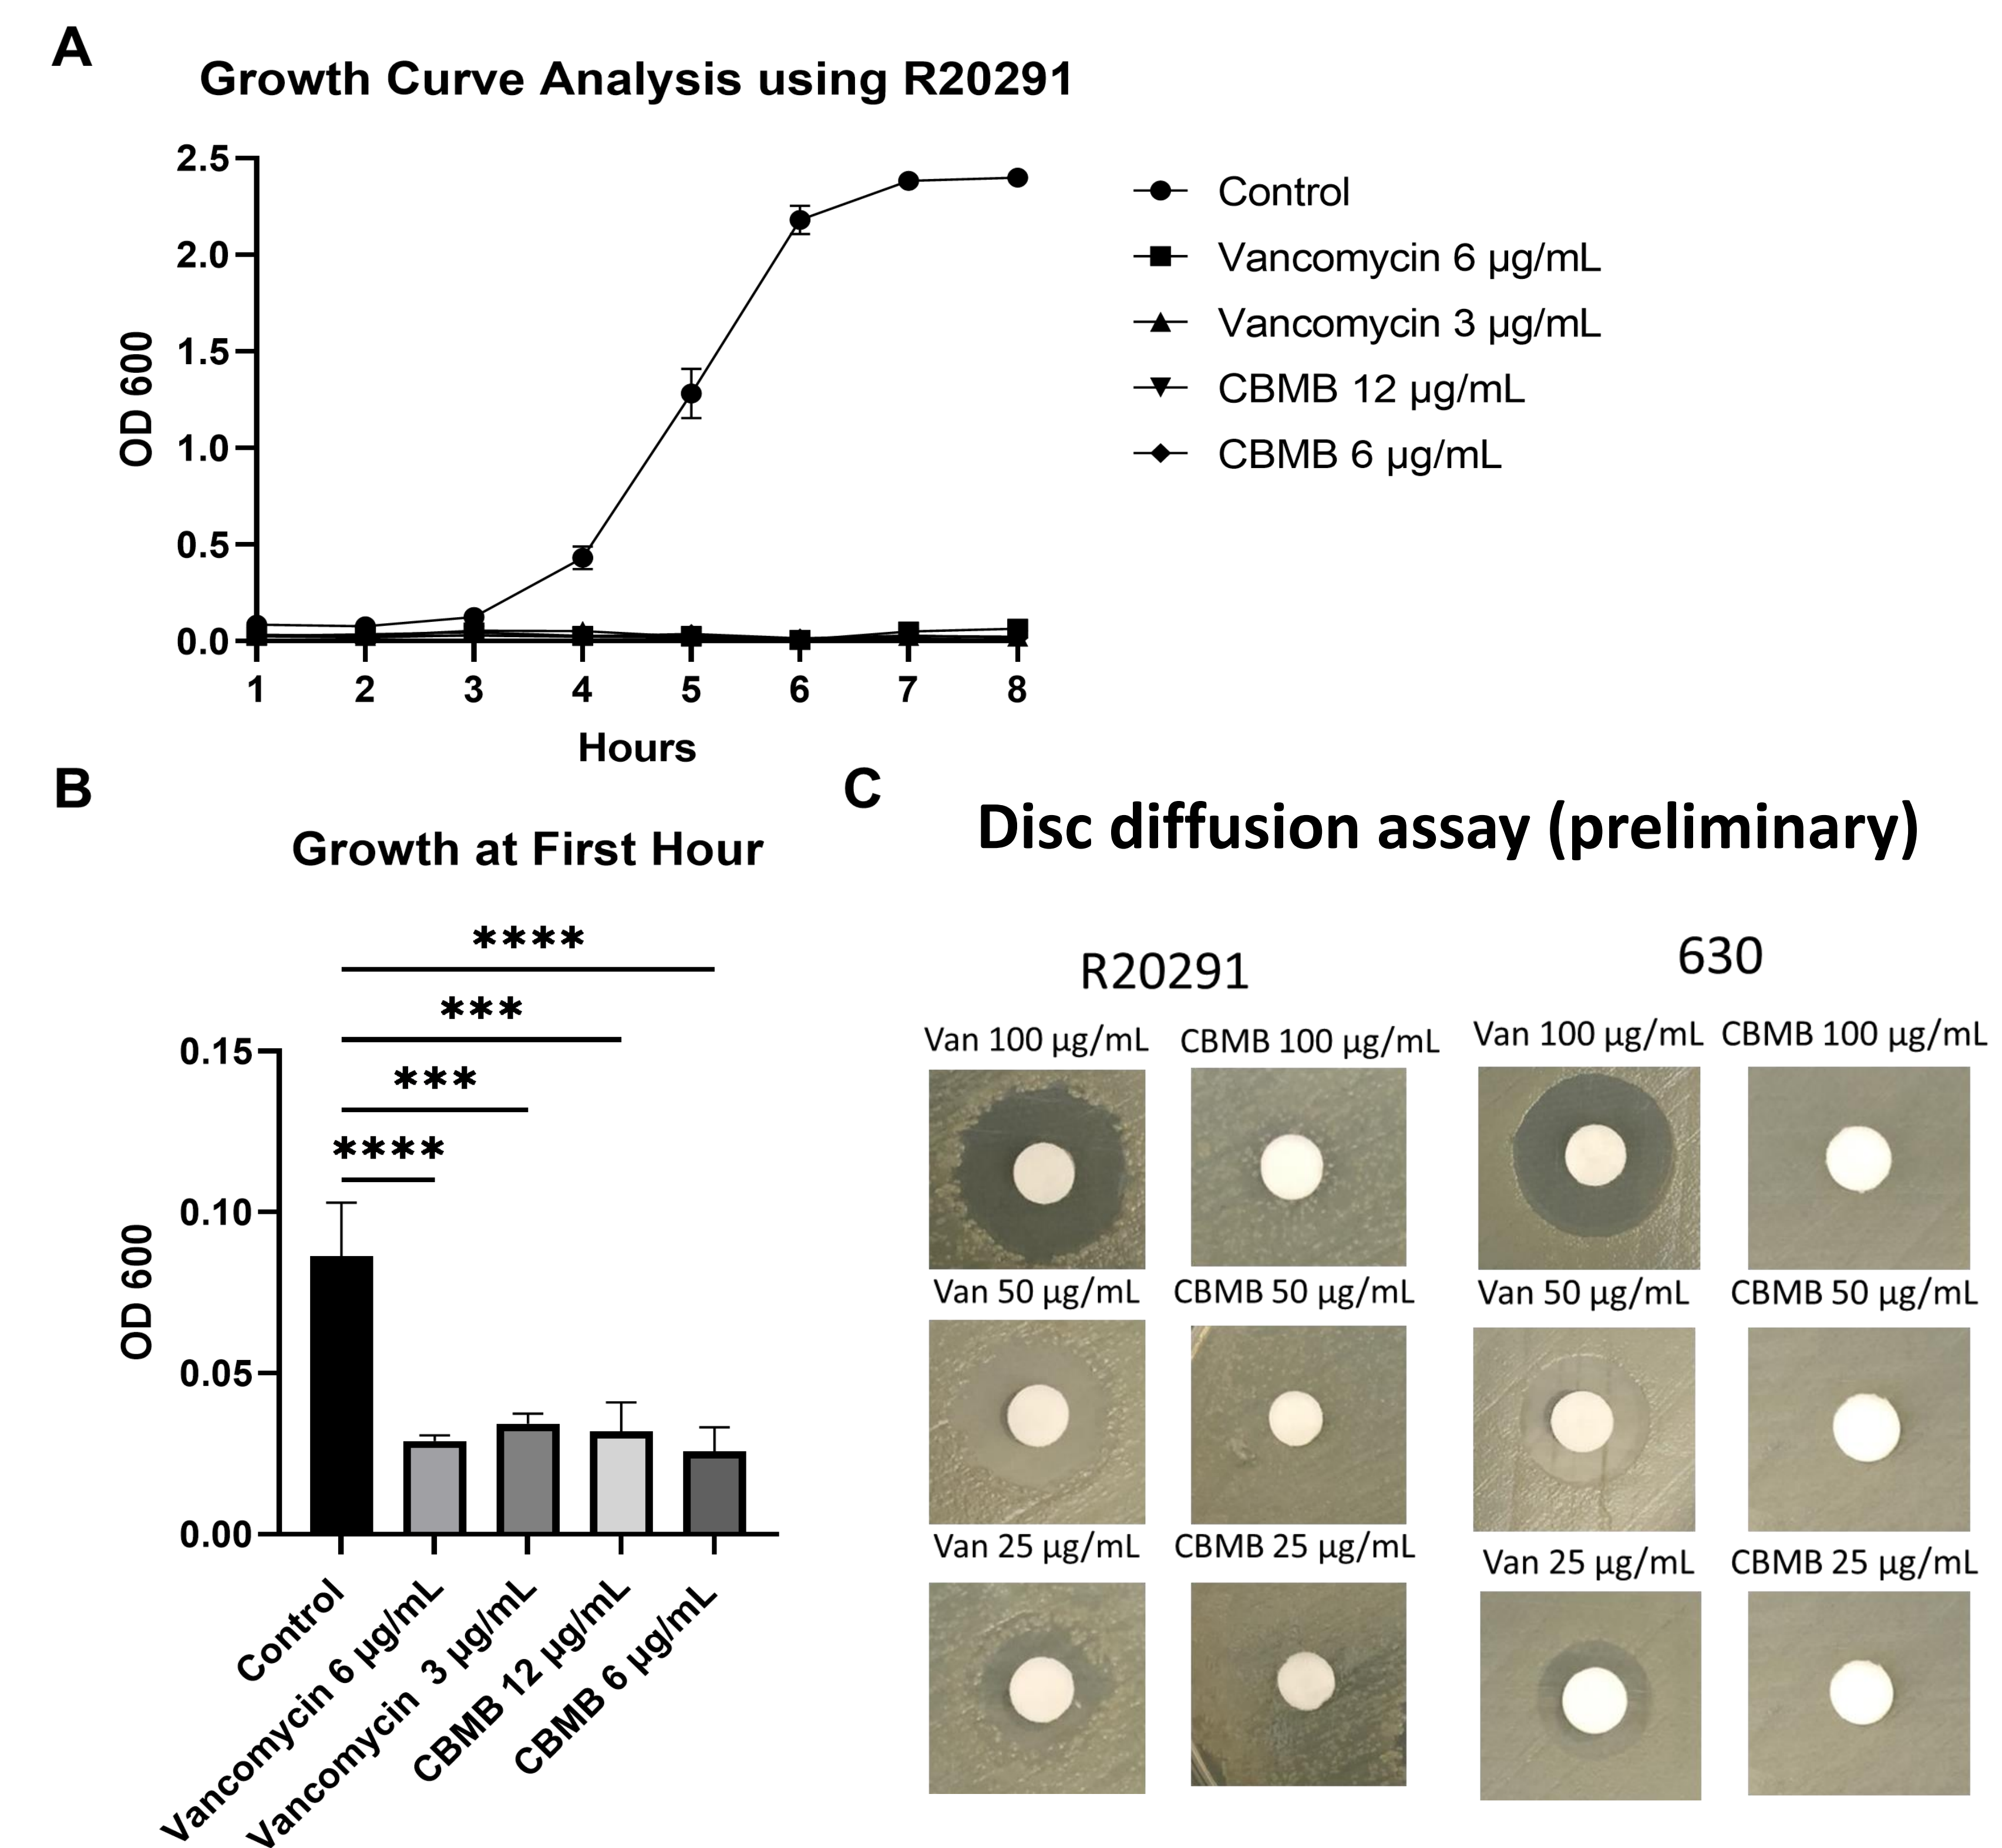 A
Growth Curve Analysis using R20291
2.5
2.0
1.5
1.0
0.5
0.0
OD 600
1 2 3 4 5 6 7 8
Hours
Control
Vancomycin 6 µg/mL
Vancomycin 3 µg/mL
CBMB 12 µg/mL
CBMB 6 µg/mL
B
Growth at First Hour
****
***
***
****
0.15
0.10
0.05
0.00
OD 600
Control
Vancomycin 6 µg/mL
Vancomycin 3 µg/mL
CBMB 12 µg/mL
CBMB 6 µg/mL
C
Disc diffusion assay (preliminary)
R20291
630
Van 100 µg/mL CBMB 100 µg/mL Van 100 µg/mL CBMB 100 µg/mL
Van 50 µg/mL CBMB 50 µg/mL Van 50 µg/mL CBMB 50 µg/mL
Van 25 µg/mL CBMB 25 µg/mL Van 25 µg/mL CBMB 25 µg/mL